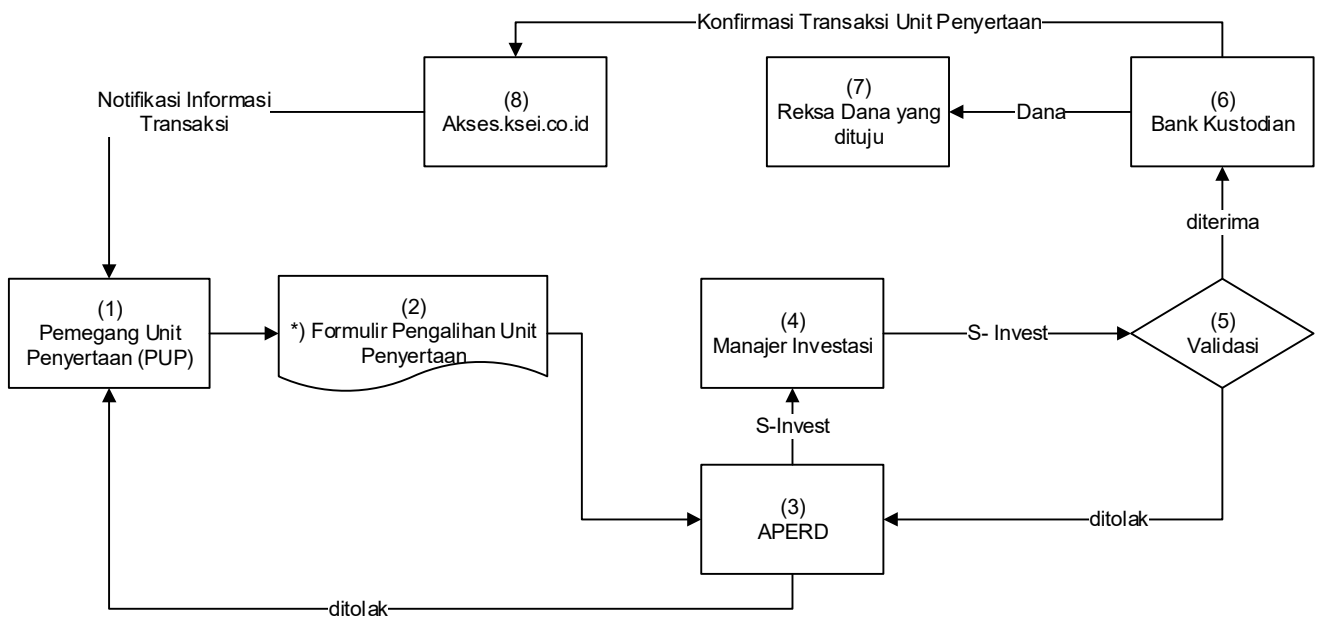 Konfirmasi Transaksi Unit Penyertaan
Notifikasi Informasi
Transaksi
(8)
Akses.ksei.co.id
(7)
Reksa Dana yang
dituju
Dana
(6)
Bank Kustodian
diterima
(1)
Pemegang Unit
Penyertaan (PUP)
(2)
*) Formulir Pengalihan Unit
Penyertaan
(4)
Manajer Investasi
S- Invest
(5)
Validasi
S-Invest
(3)
APERD
ditolak
ditolak